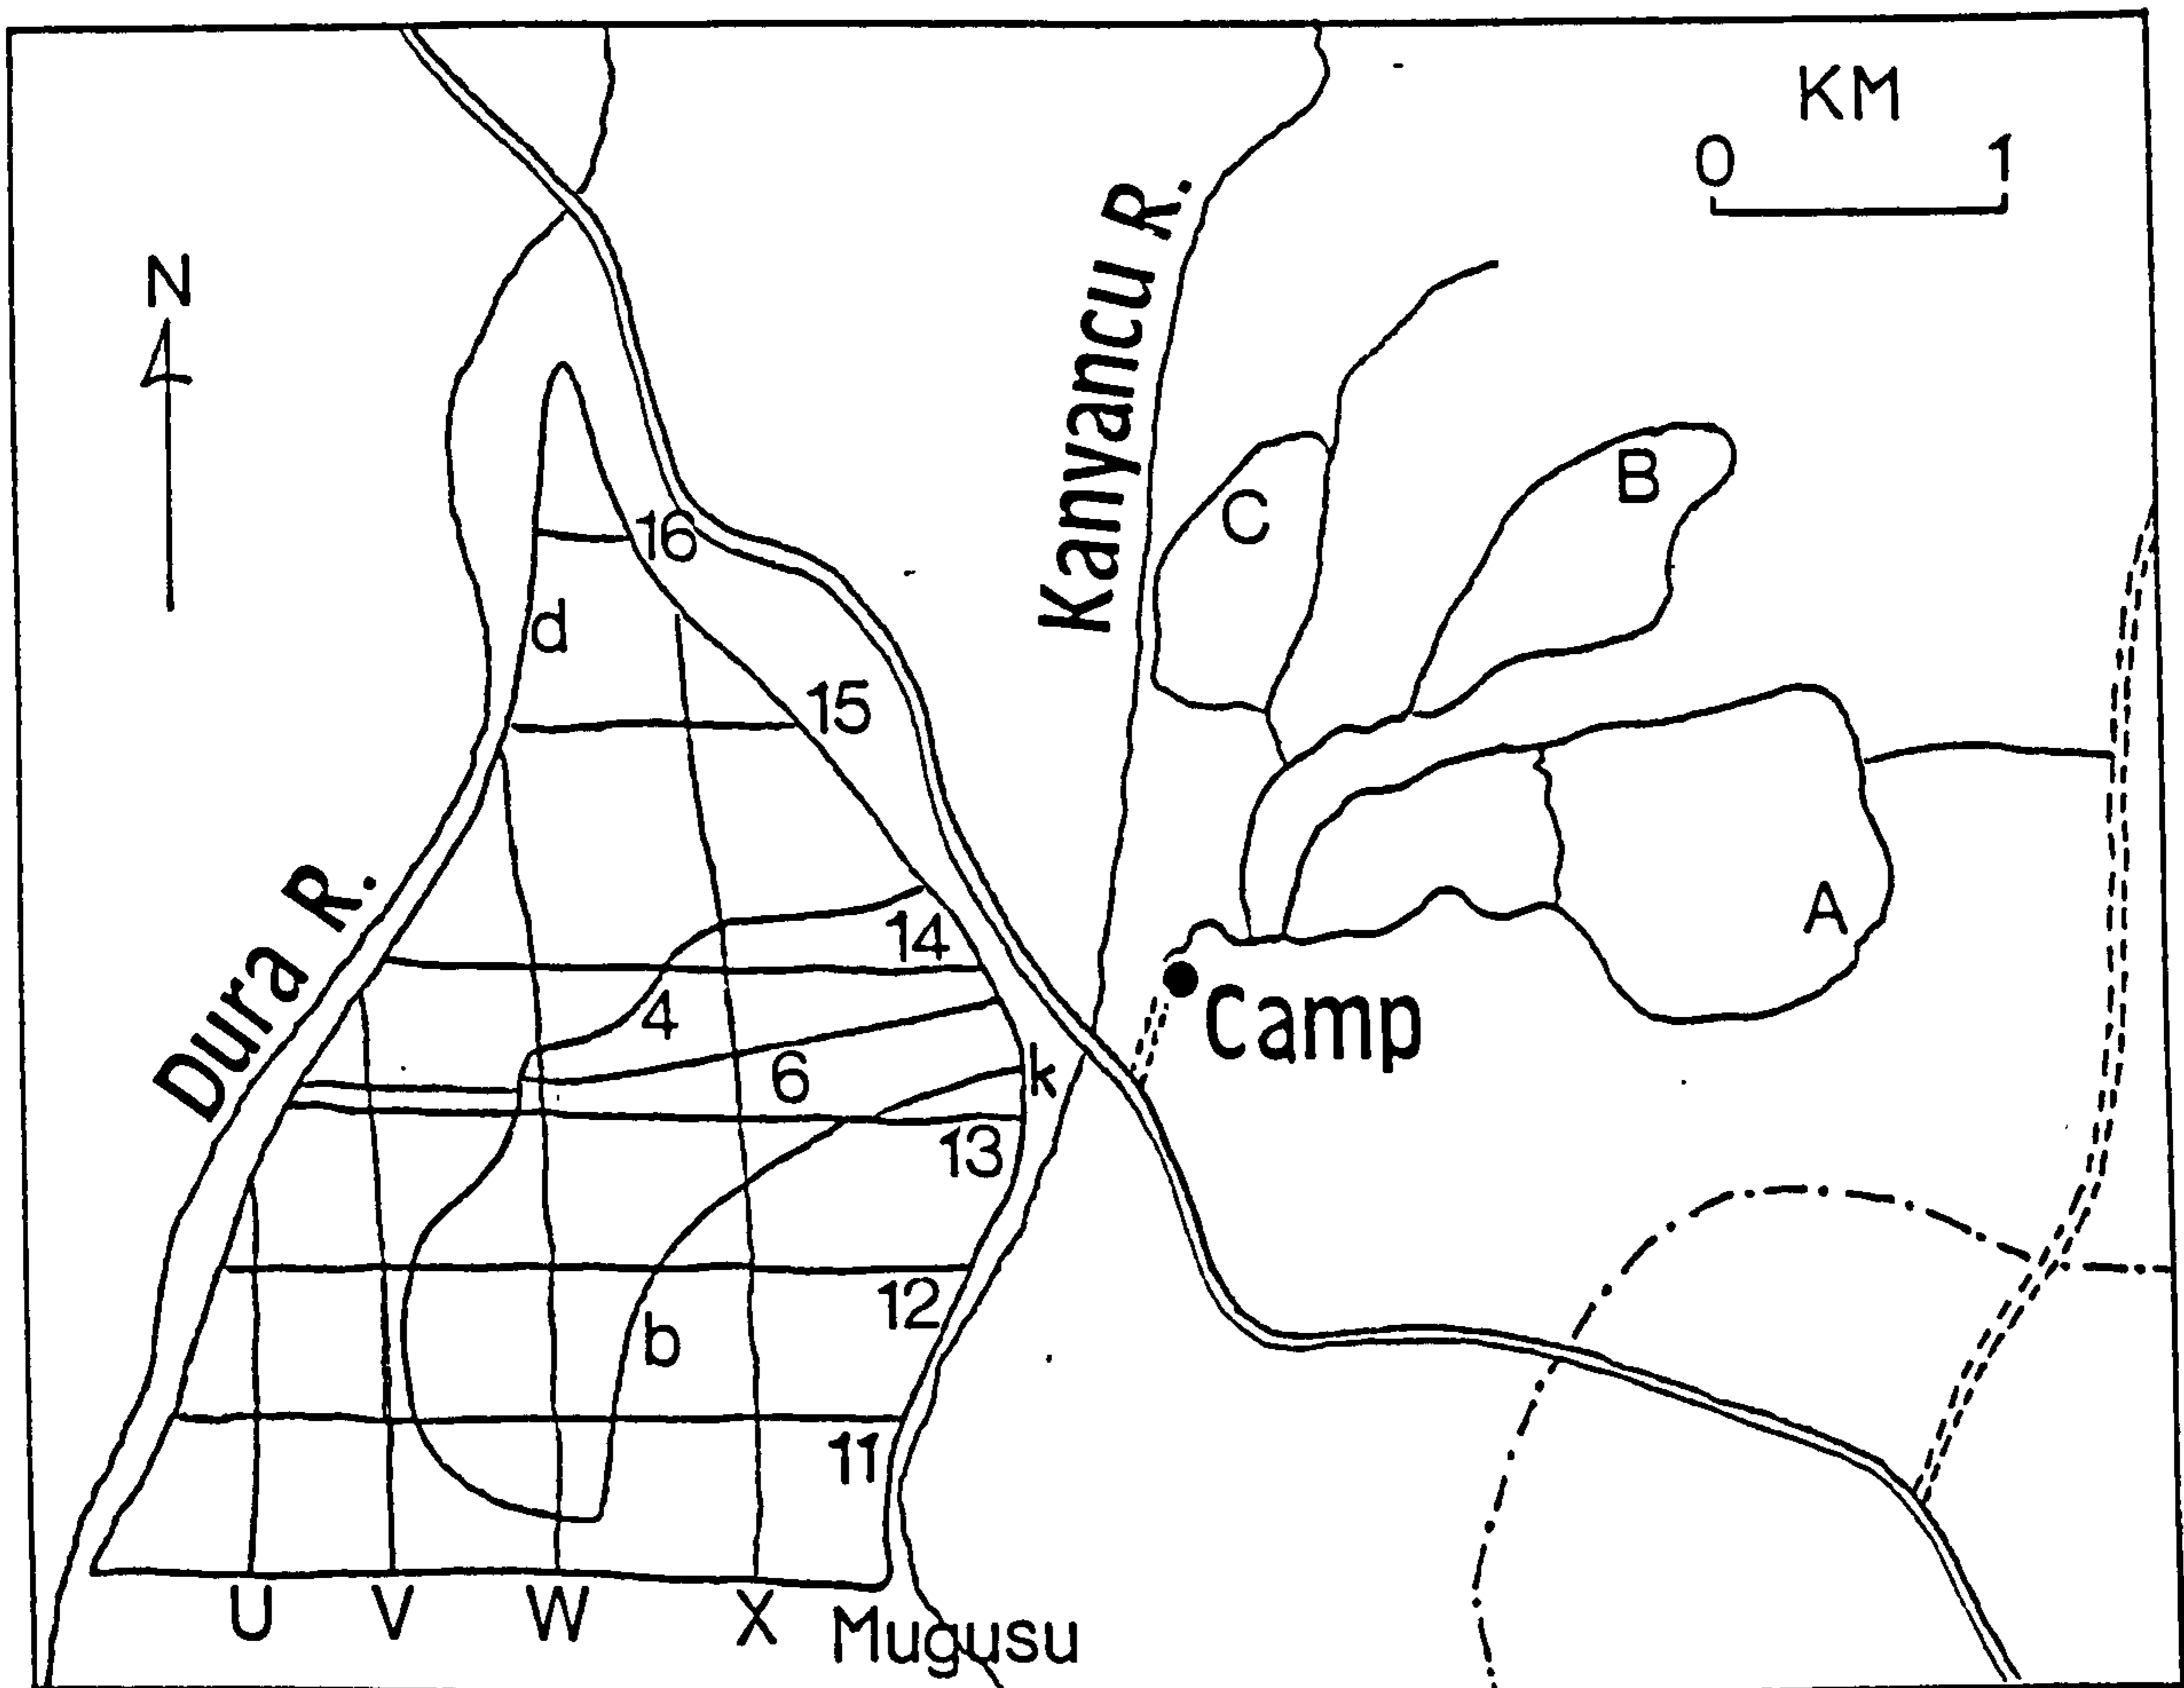 KM
0 1
N
Kanyancu R.
B
C
16
d
15
A
Dura R.
14
Camp
4
6
k
13
12
b
11
U V W X Mugusu